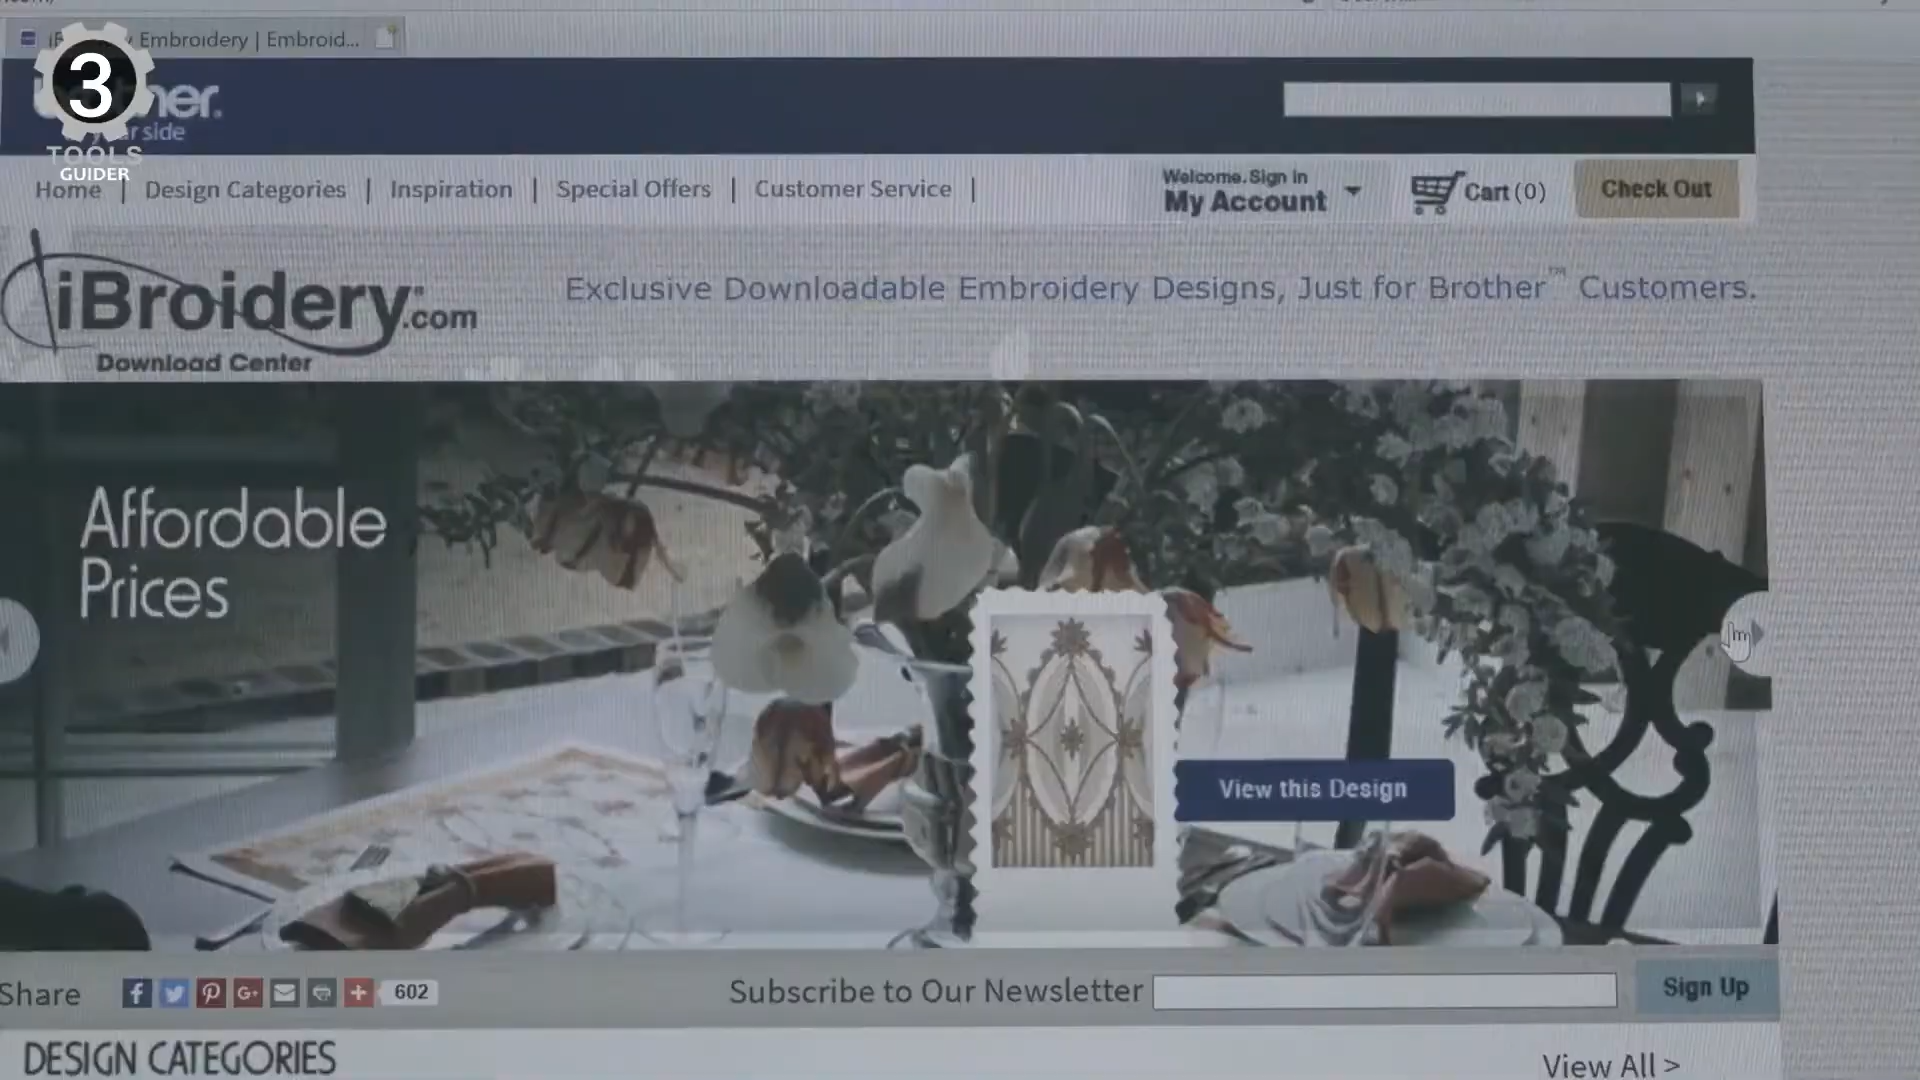 Embroidery | Embroid...
3
TOOLS
GUIDER
side
Home | Design Categories | Inspiration | Special Offers | Customer Service |
Welcome. Sign in
My Account
Cart (0)
Check Out
iBroidery.com
Download Center
Exclusive Downloadable Embroidery Designs, Just for Brother™ Customers.
Affordable
Prices
View this Design
Share
602
Subscribe to Our Newsletter
Sign Up
DESIGN CATEGORIES
View All >